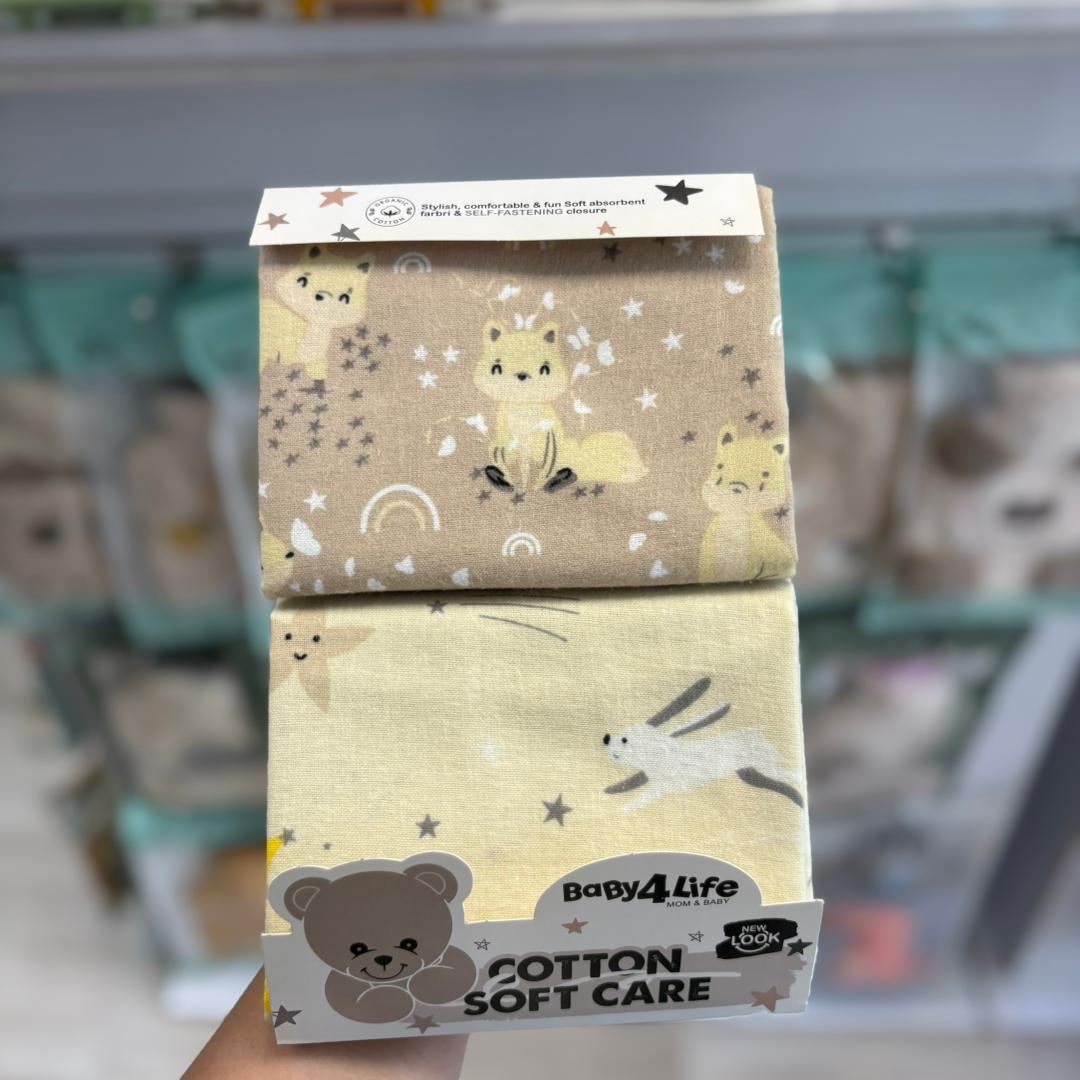 ORGANIC
COTTON
Stylish, comfortable & fun Soft absorbent
farbri & SELF-FASTENING closure
BaBy4Life
MOM & BABY
NEW
LOOK
COTTON
SOFT CARE